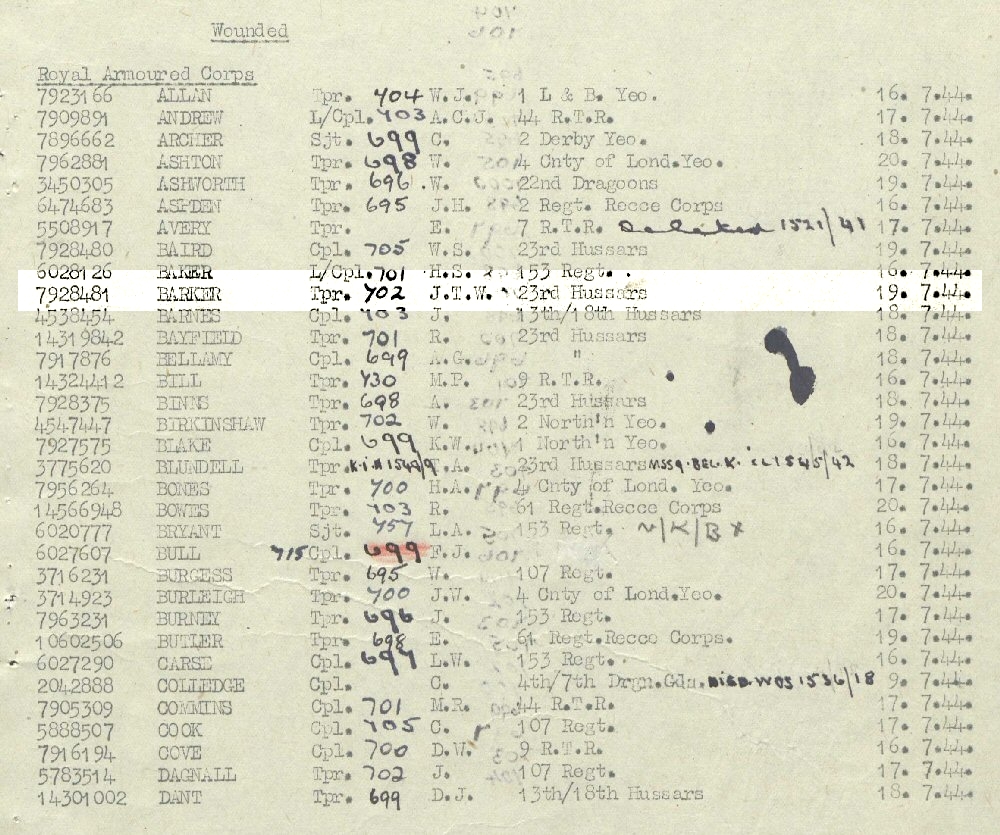 Wounded
Royal Armoured Corps
7923166 ALLAN Tpr. 704 W.J. 1 L & B. Yeo. 16. 7.44.
7909891 ANDREW L/Cpl. 703 A.C.J. 44 R.T.R. 17. 7.44.
7896662 ARCHER Sjt. 699 C. 2 Derby Yeo. 18. 7.44.
7962881 ASHTON Tpr. 698 W. 4 Cnty of Lond.Yeo. 20. 7.44.
3450305 ASHWORTH Tpr. 696 W. 22nd Dragoons 19. 7.44.
6474683 ASPDEN Tpr. 695 J.H. 2 Regt. Recce Corps 16. 7.44.
5508917 AVERY Tpr. E. 7 R.T.R. Deleted 1521/41 17. 7.44.
7928480 BAIRD Cpl. 705 W.S. 23rd Hussars 19. 7.44.
6028126 BAKER L/Cpl. 701 H.S. 153 Regt. 16. 7.44.
7928481 BARKER Tpr. 702 J.T.W. 23rd Hussars 19. 7.44.
4538454 BARNES Cpl. 703 J. 13th/18th Hussars 18. 7.44.
14319842 BAYFIELD Tpr. 701 R. 23rd Hussars 18. 7.44.
7917876 BELLAMY Cpl. 699 A.G. " 18. 7.44.
14324412 BILL Tpr. 730 M.P. 9 R.T.R. 16. 7.44.
7928375 BINNS Tpr. 698 A. 23rd Hussars 18. 7.44.
4547447 BIRKINSHAW Tpr. 702 W. 2 North'n Yeo. 19. 7.44.
7927575 BLAKE Cpl. 699 K.W. 1 North'n Yeo. 16. 7.44.
3775620 BLUNDELL Tpr. K.i.A 1549/9 T.A. 23rd Hussars MSSG. BEL.K. CL1545/42 18. 7.44.
7956264 BONES Tpr. 700 H.A. 4 Cnty of Lond. Yeo. 17. 7.44.
14566948 BOWES Tpr. 703 R. 61 Regt.Recce Corps 20. 7.44.
6020777 BRYANT Sjt. 757 L.A. 153 Regt. N/K/B x 16. 7.44.
6027607 BULL 715 Cpl. 699 F.J. 16. 7.44.
3716231 BURGESS Tpr. 695 W. 107 Regt. 17. 7.44.
3714923 BURLEIGH Tpr. 700 J.W. 4 Cnty of Lond.Yeo. 20. 7.44.
7963231 BURNEY Tpr. 696 J. 153 Regt. 17. 7.44.
10602506 BUTLER Tpr. 698 E. 61 Regt.Recce Corps. 19. 7.44.
6027290 CARSE Cpl. 697 L.W. 153 Regt. 16. 7.44.
2042888 COLLEDGE Cpl. C. 4th/7th Drgn.Gds. DIED.WDS 1536/18 9. 7.44.
7905309 COMMINS Cpl. 701 M.R. 44 R.T.R. 17. 7.44.
5888507 COOK Cpl. 705 C. r 107 Regt. 17. 7.44.
7916194 COVE Cpl. 700 D.W. 9 R.T.R. 16. 7.44.
5783514 DAGNALL Tpr. 702 J. 107 Regt. 17. 7.44.
14301002 DANT Tpr. 699 D.J. 13th/18th Hussars 18. 7.44.